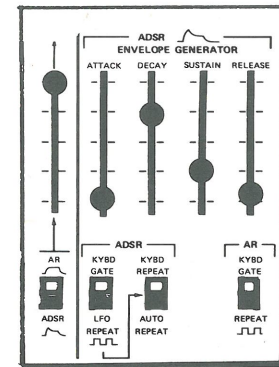 ADSR
ENVELOPE GENERATOR
ATTACK DECAY SUSTAIN RELEASE
ADSR AR
AR KYBD KYBD KYBD
GATE REPEAT GATE
ADSR LFO AUTO REPEAT
REPEAT REPEAT